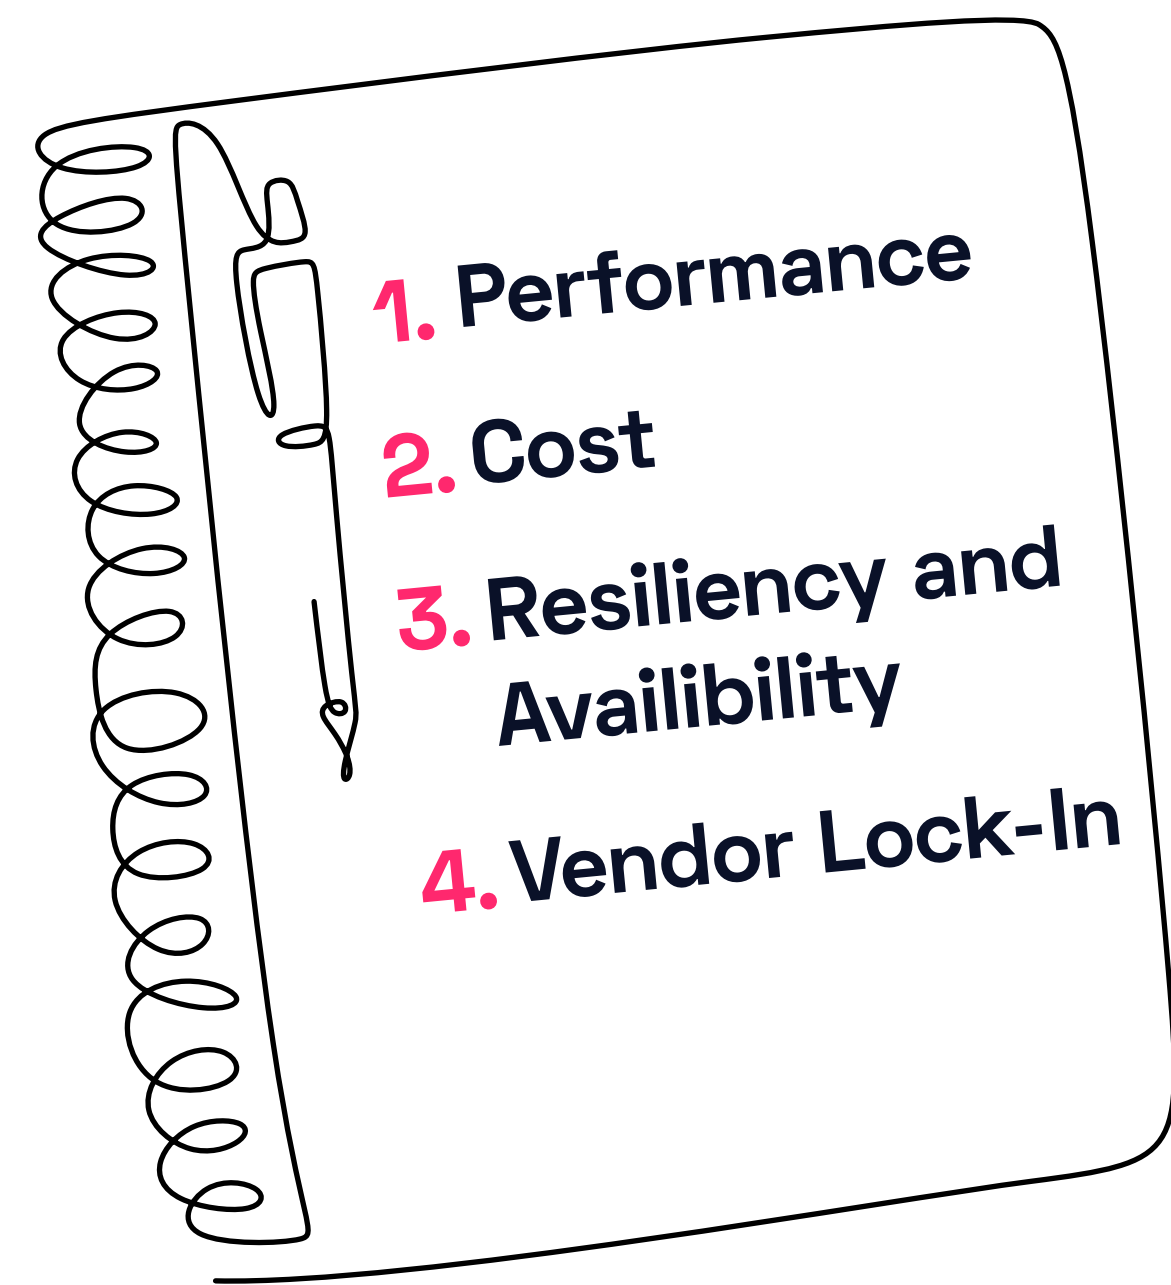 1. Performance
2. Cost
3. Resiliency and
Availibility
4. Vendor Lock-In